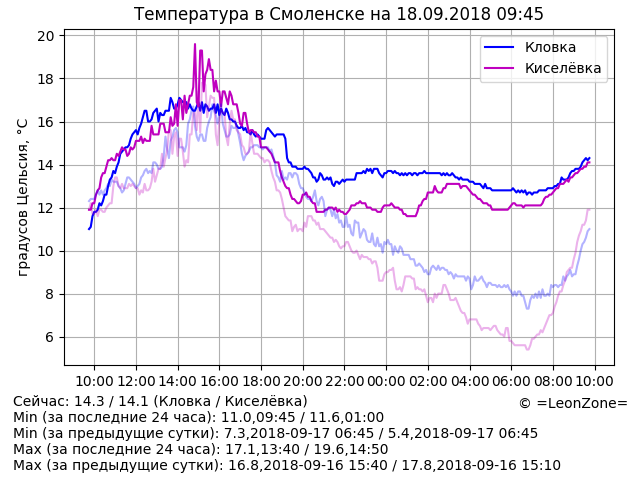 Температура в Смоленске на 18.09.2018 09:45
Кловка
Киселёвка
градусов Цельсия, °C
20
18
16
14
12
10
8
6
10:00 12:00 14:00 16:00 18:00 20:00 22:00 00:00 02:00 04:00 06:00 08:00 10:00
Сейчас: 14.3 / 14.1 (Кловка / Киселёвка)
© =LeonZone=
Min (за последние 24 часа): 11.0,09:45 / 11.6,01:00
Min (за предыдущие сутки): 7.3,2018-09-17 06:45 / 5.4,2018-09-17 06:45
Max (за последние 24 часа): 17.1,13:40 / 19.6,14:50
Max (за предыдущие сутки): 16.8,2018-09-16 15:40 / 17.8,2018-09-16 15:10